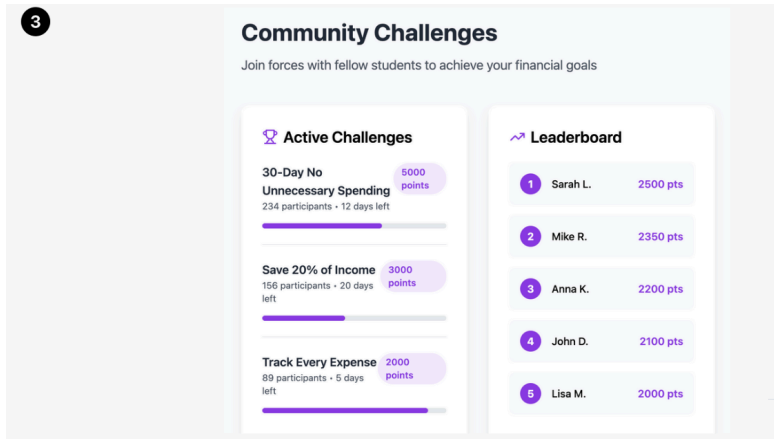 3
Community Challenges
Join forces with fellow students to achieve your financial goals
Active Challenges
30-Day No
Unnecessary Spending
5000
points
234 participants • 12 days left
Save 20% of Income
3000
points
156 participants • 20 days
left
Track Every Expense
2000
points
89 participants • 5 days
left
Leaderboard
1 Sarah L. 2500 pts
2 Mike R. 2350 pts
3 Anna K. 2200 pts
4 John D. 2100 pts
5 Lisa M. 2000 pts